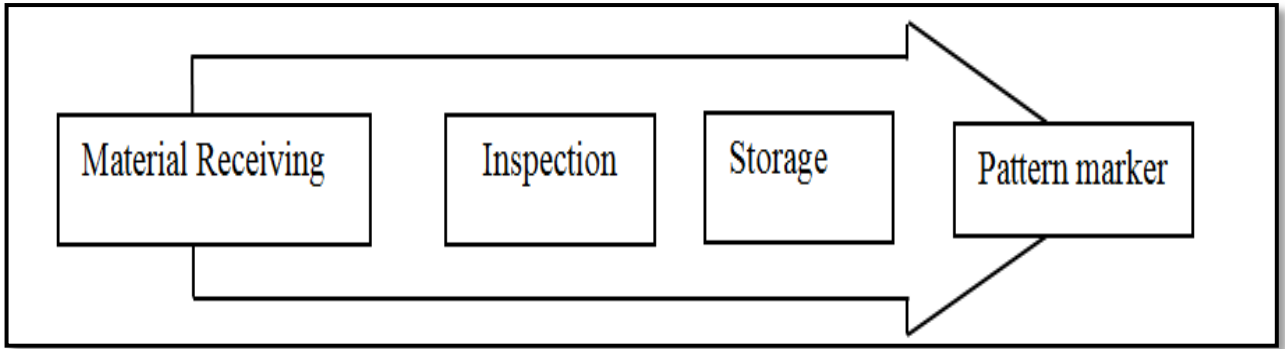 Material Receiving
Inspection
Storage
Pattern marker